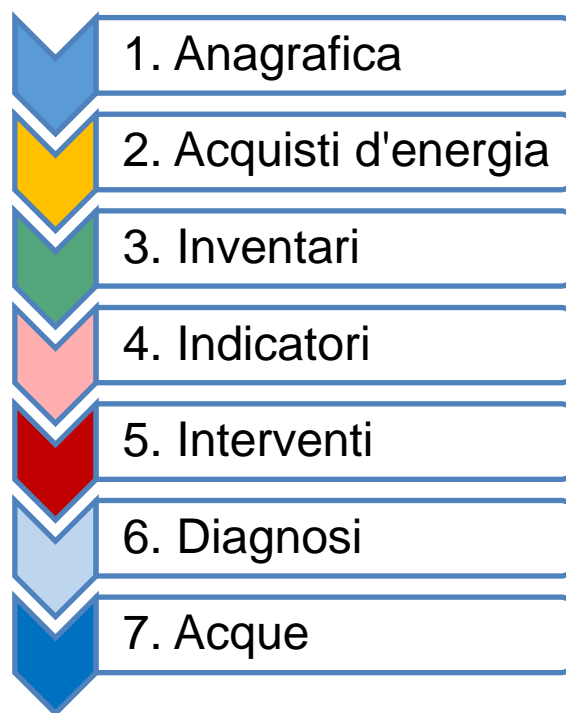 1. Anagrafica
2. Acquisti d'energia
3. Inventari
4. Indicatori
5. Interventi
6. Diagnosi
7. Acque